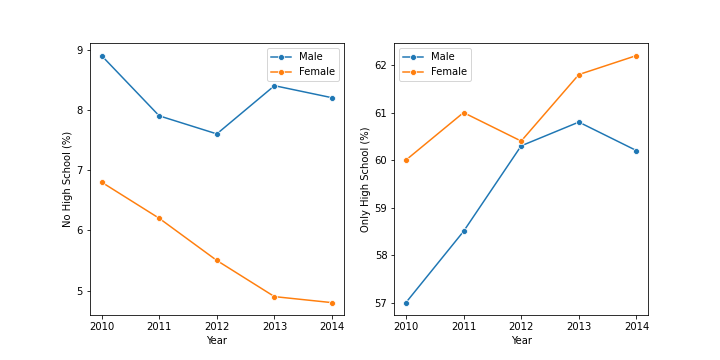 No High School (%)
9
8
7
6
5
Male
Female
2010 2011 2012 2013 2014
Year
Only High School (%)
62
61
60
59
58
57
Male
Female
2010 2011 2012 2013 2014
Year